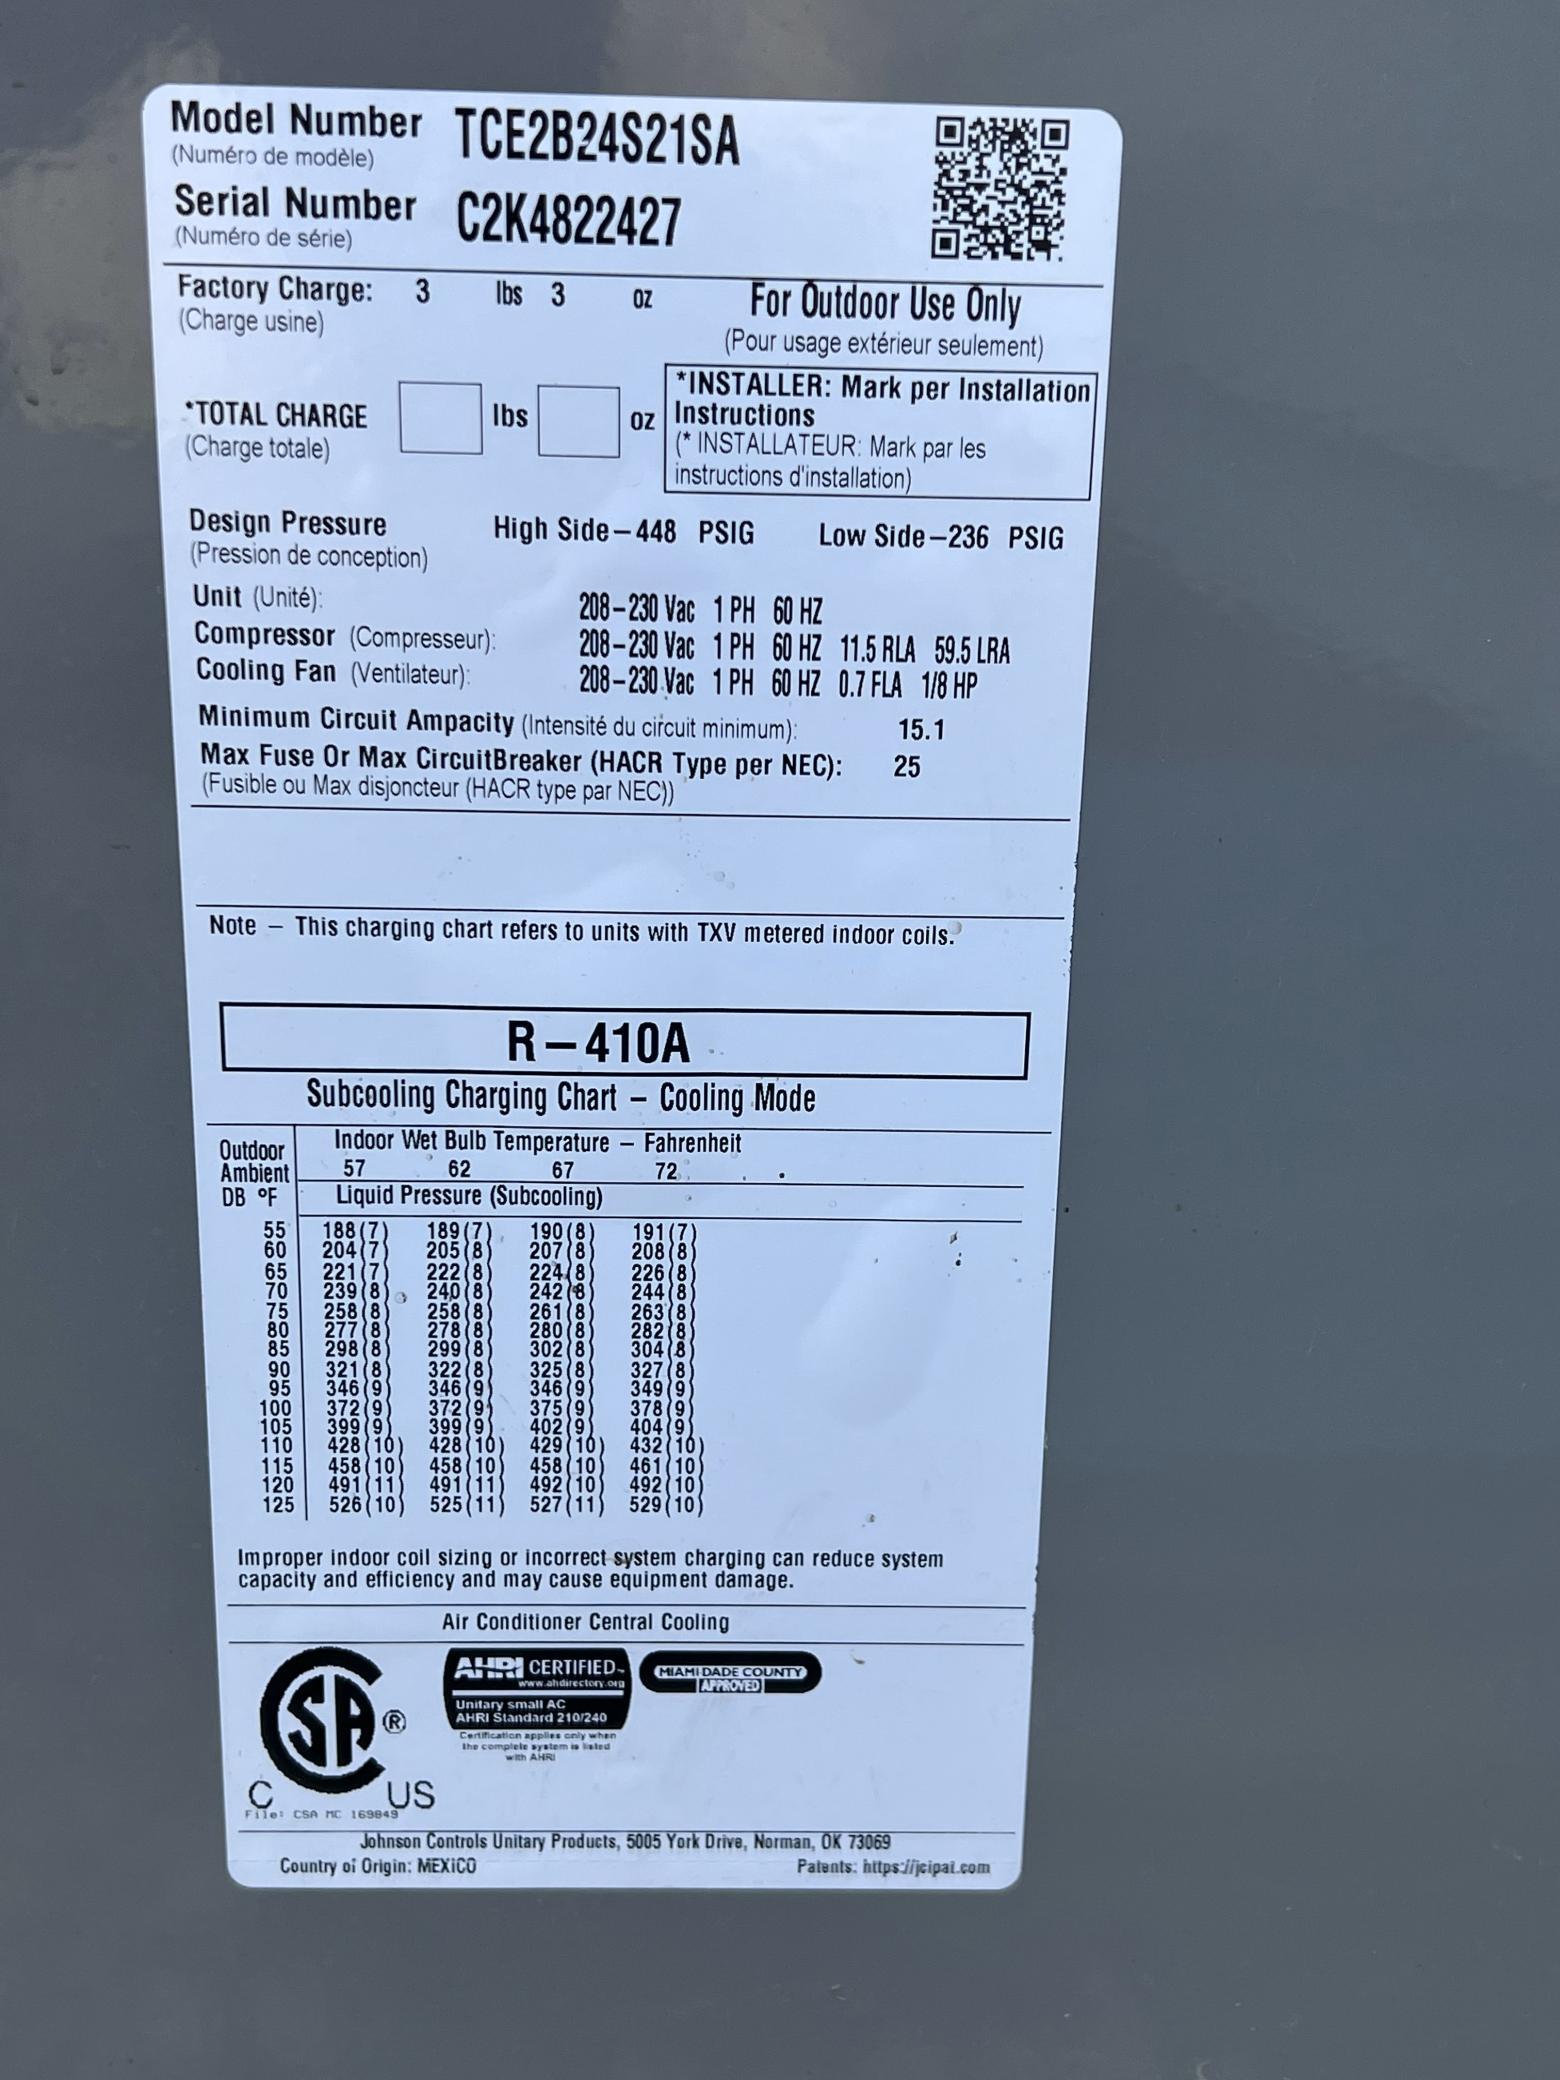 Model Number TCE2B24S21SA
(Numéro de modèle)
Serial Number C2K4822427
(Numéro de série)
Factory Charge: 3 lbs 3 oz For Outdoor Use Only
(Charge usine) (Pour usage extérieur seulement)
*INSTALLER: Mark per Installation
*TOTAL CHARGE lbs oz Instructions
(Charge totale) (* INSTALLATEUR: Mark par les
instructions d'installation)
Design Pressure High Side–448 PSIG Low Side–236 PSIG
(Pression de conception)
Unit (Unité): 208–230 Vac 1 PH 60 HZ
Compressor (Compresseur): 208–230 Vac 1 PH 60 HZ 11.5 RLA 59.5 LRA
Cooling Fan (Ventilateur): 208–230 Vac 1 PH 60 HZ 0.7 FLA 1/8 HP
Minimum Circuit Ampacity (Intensité du circuit minimum): 15.1
Max Fuse Or Max CircuitBreaker (HACR Type per NEC): 25
(Fusible ou Max disjoncteur (HACR type par NEC))
Note – This charging chart refers to units with TXV metered indoor coils.
R–410A
Subcooling Charging Chart – Cooling Mode
Outdoor Indoor Wet Bulb Temperature – Fahrenheit
Ambient 57 62 67 72
DB °F Liquid Pressure (Subcooling)
55 188(7) 189(7) 190(8) 191(7)
60 204(7) 205(8) 207(8) 208(8)
65 221(7) 222(8) 224(8) 226(8)
70 239(8) 240(8) 242(8) 244(8)
75 258(8) 258(8) 261(8) 263(8)
80 277(8) 278(8) 280(8) 282(8)
85 298(8) 299(8) 302(8) 304(8)
90 321(8) 322(8) 325(8) 327(8)
95 346(9) 346(9) 346(9) 349(9)
100 372(9) 372(9) 375(9) 378(9)
105 399(9) 399(9) 402(9) 404(9)
110 428(10) 428(10) 429(10) 432(10)
115 458(10) 458(10) 458(10) 461(10)
120 491(11) 491(11) 492(10) 492(10)
125 526(10) 525(11) 527(11) 529(10)
Improper indoor coil sizing or incorrect system charging can reduce system
capacity and efficiency and may cause equipment damage.
Air Conditioner Central Cooling
SA ®
C US
File: CSA MC 169849
AHRI CERTIFIED
www.ahridirectory.org
Unitary small AC
AHRI Standard 210/240
Certification applies only when
the complete system is listed
with AHRI
MIAMI-DADE COUNTY
APPROVED
Johnson Controls Unitary Products, 5005 York Drive, Norman, OK 73069
Country of Origin: MEXICO Patents: https://jcipat.com